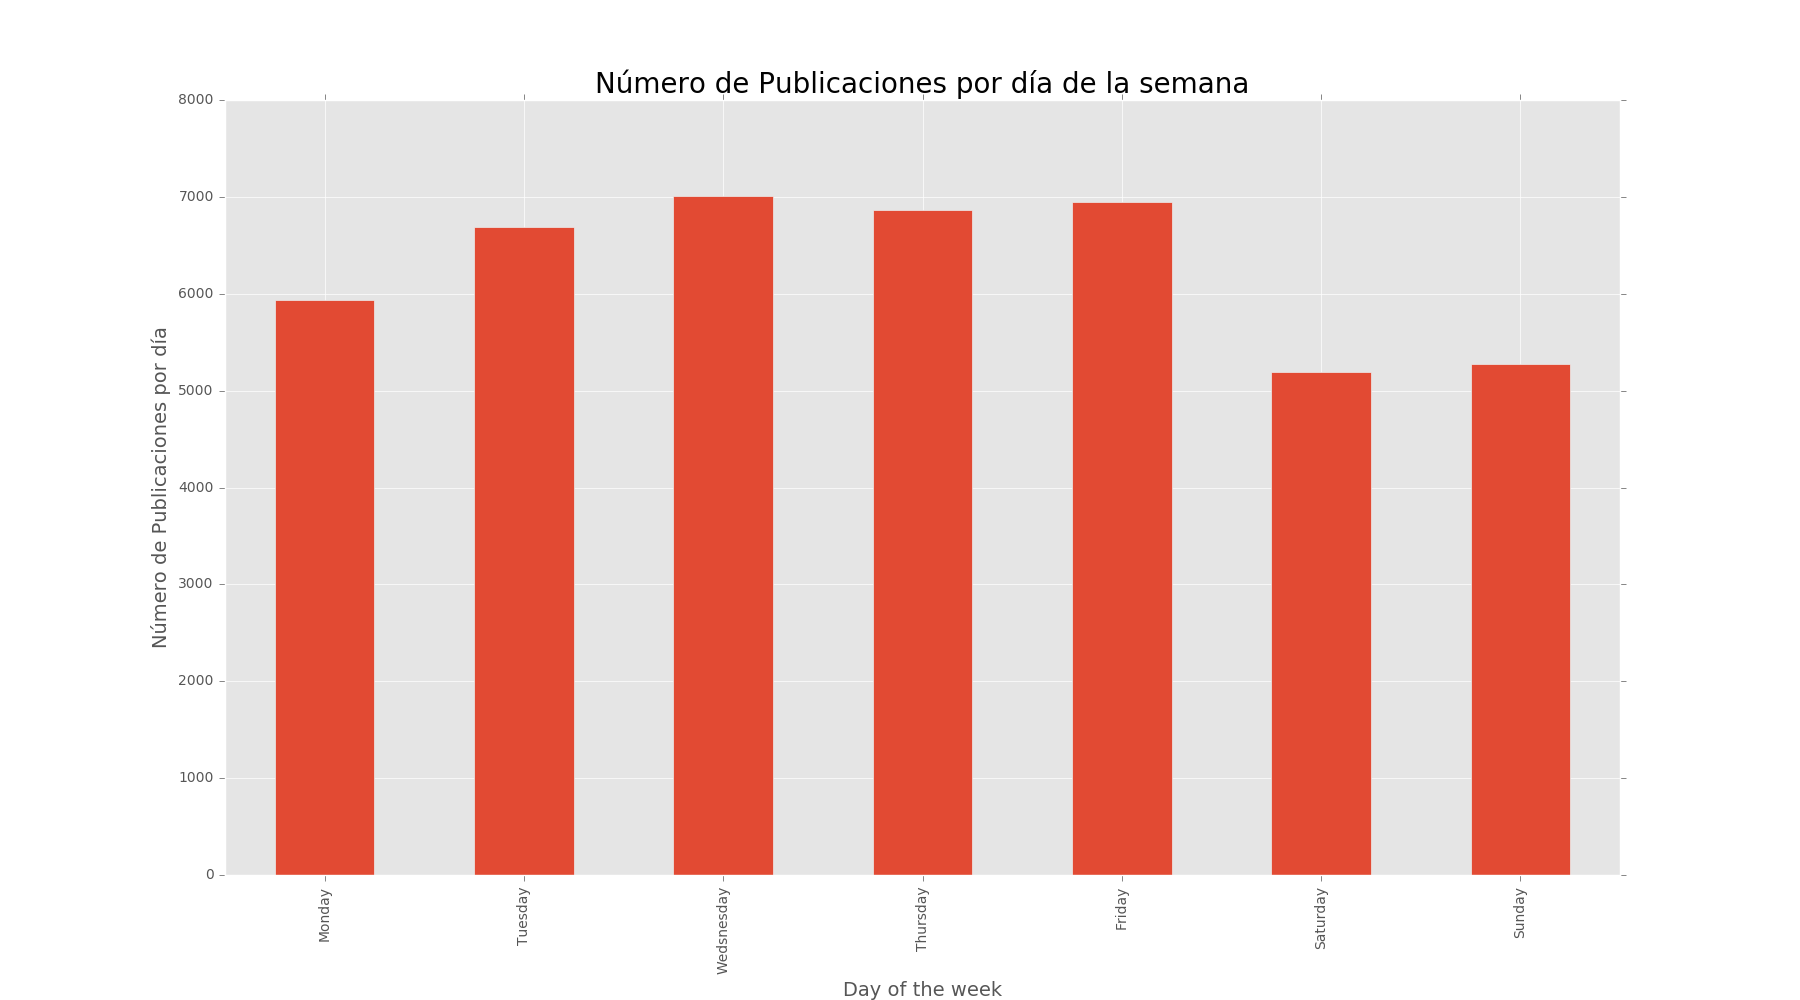 Número de Publicaciones por día de la semana
8000
7000
6000
5000
4000
3000
2000
1000
0
Número de Publicaciones por día
Monday
Tuesday
Wedsnesday
Thursday
Friday
Saturday
Sunday
Day of the week